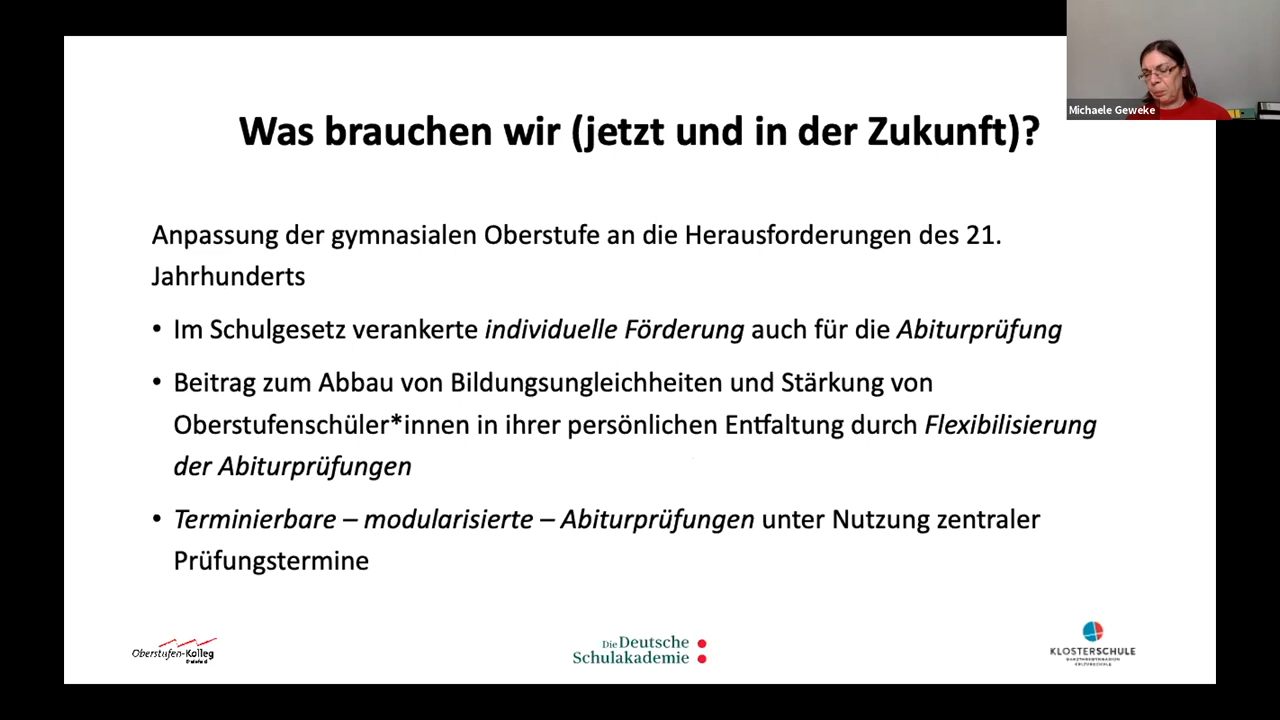 Michaele Geweke
Was brauchen wir (jetzt und in der Zukunft)?
Anpassung der gymnasialen Oberstufe an die Herausforderungen des 21.
Jahrhunderts
• Im Schulgesetz verankerte individuelle Förderung auch für die Abiturprüfung
• Beitrag zum Abbau von Bildungsungleichheiten und Stärkung von
Oberstufenschüler*innen in ihrer persönlichen Entfaltung durch Flexibilisierung
der Abiturprüfungen
• Terminierbare – modularisierte – Abiturprüfungen unter Nutzung zentraler
Prüfungstermine
Oberstufen-Kolleg
Bielefeld
Die Deutsche
Schulakademie
KLOSTERSCHULE